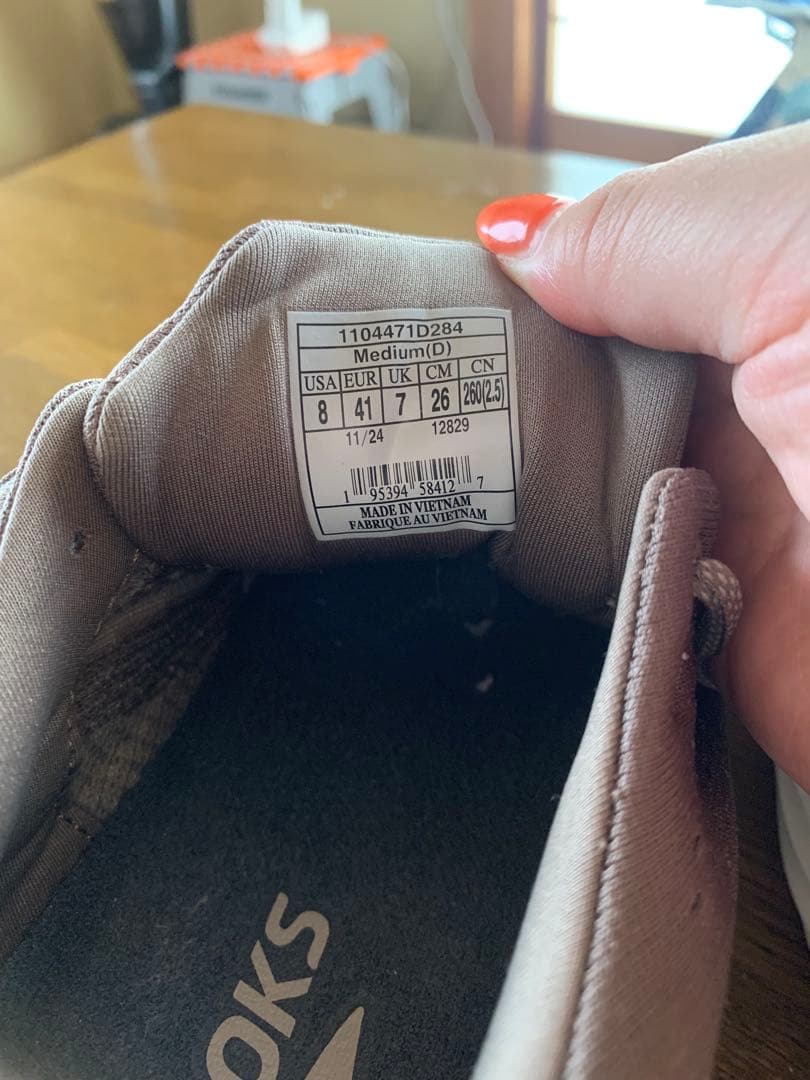 1104471D284
Medium(D)
USA EUR UK CM CN
8 41 7 26 260(2.5)
11/24 12829
1 95394 58412 7
MADE IN VIETNAM
FABRIQUE AU VIETNAM
OKS